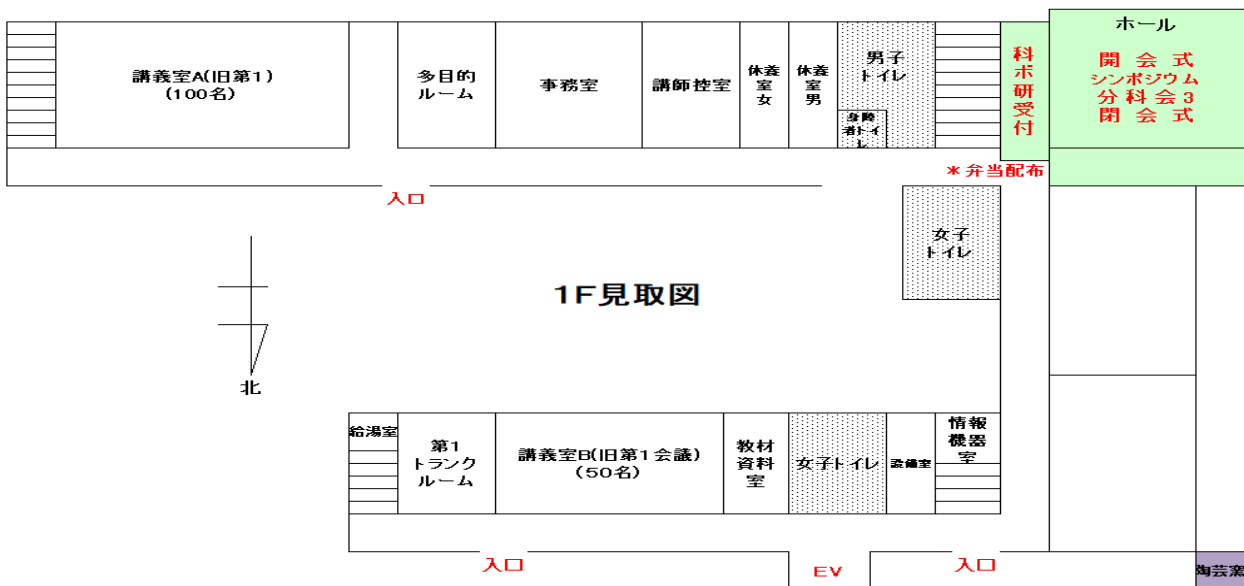 ホール
開 会 式
シンポジウム
分 科 会 3
閉 会 式
科
ボ
研
受
付
講義室A(旧第1)
(100名)
多目的
ルーム
事務室
講師控室
休養
室
女
休養
室
男
男子
トイレ
身障
者トイ
レ
*弁当配布
入口
女子
トイレ
1F見取図
北
給湯室
第1
トランク
ルーム
講義室B(旧第1会議)
(50名)
教材
資料
室
女子トイレ
設備室
情報
機器
室
入口
EV
入口
陶芸窯